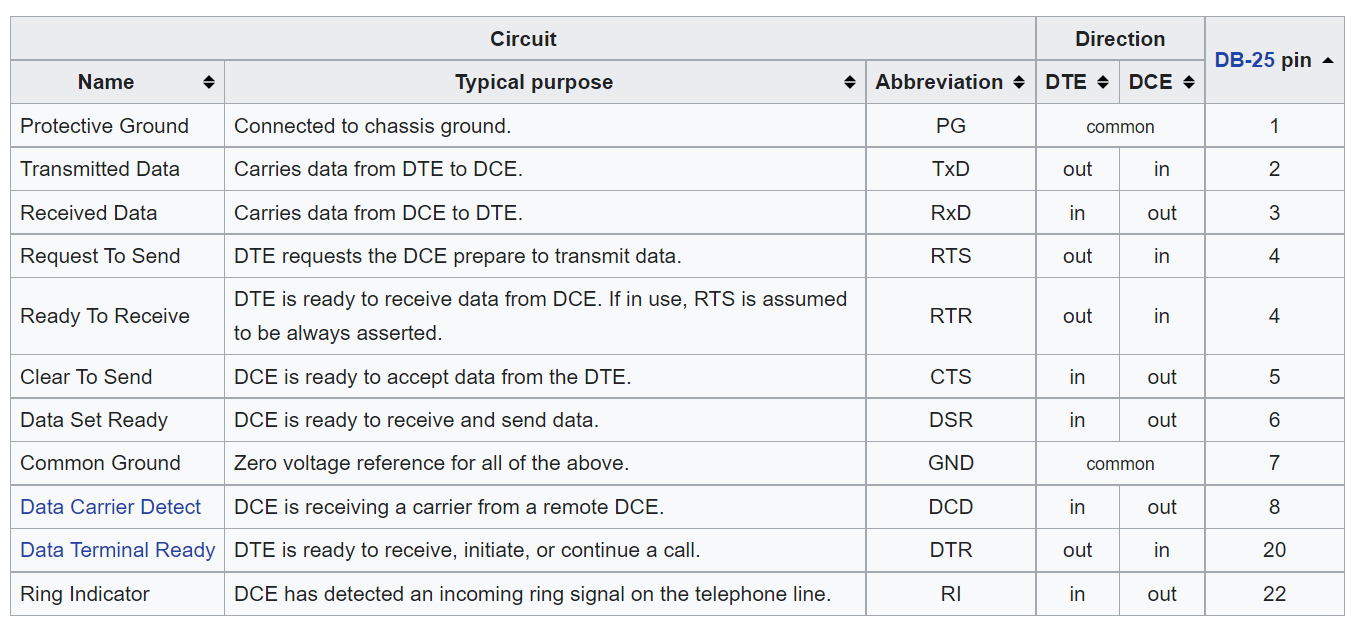 Circuit Direction DB-25 pin
Name Typical purpose Abbreviation DTE DCE
Protective Ground Connected to chassis ground. PG common 1
Transmitted Data Carries data from DTE to DCE. TxD out in 2
Received Data Carries data from DCE to DTE. RxD in out 3
Request To Send DTE requests the DCE prepare to transmit data. RTS out in 4
Ready To Receive DTE is ready to receive data from DCE. If in use, RTS is assumed
to be always asserted. RTR out in 4
Clear To Send DCE is ready to accept data from the DTE. CTS in out 5
Data Set Ready DCE is ready to receive and send data. DSR in out 6
Common Ground Zero voltage reference for all of the above. GND common 7
Data Carrier Detect DCE is receiving a carrier from a remote DCE. DCD in out 8
Data Terminal Ready DTE is ready to receive, initiate, or continue a call. DTR out in 20
Ring Indicator DCE has detected an incoming ring signal on the telephone line. RI in out 22